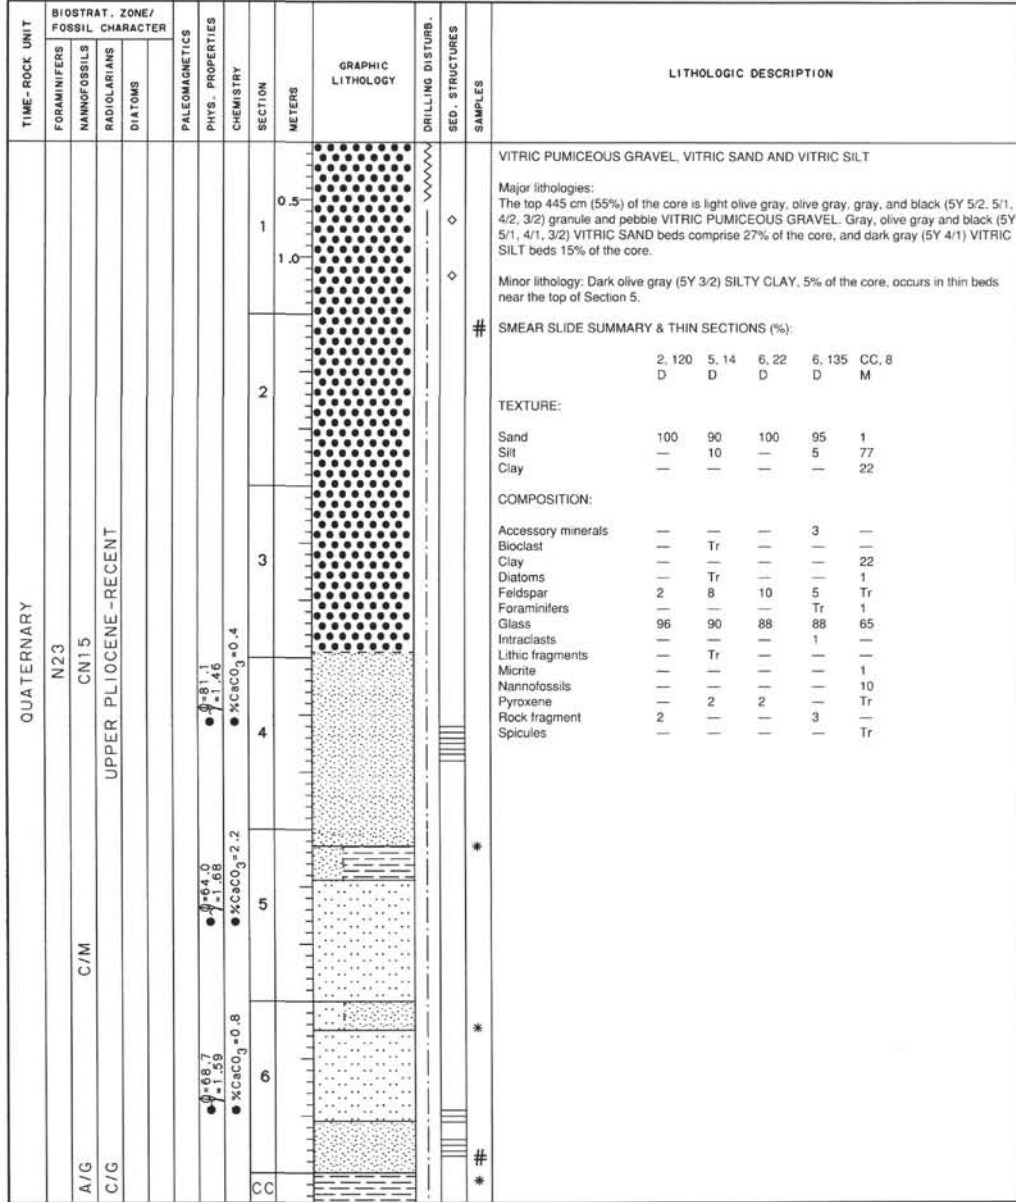 TIME-ROCK UNIT
BIOSTRAT. ZONE/
FOSSIL CHARACTER
FORAMINIFERS
NANNOFOSSILS
RADIOLARIANS
DIATOMS
PALEOMAGNETICS
PHYS. PROPERTIES
CHEMISTRY
SECTION
METERS
GRAPHIC
LITHOLOGY
DRILLING DISTURB.
SED. STRUCTURES
SAMPLES
LITHOLOGIC DESCRIPTION
QUATERNARY
N23
CN15
C/M
A/G
UPPER PLIOCENE-RECENT
C/G
φ=81.1
γ=1.46
%CaCO3=0.4
φ=64.0
γ=1.68
%CaCO3=2.2
φ=68.7
γ=1.59
%CaCO3=0.8
1
0.5
1.0
2
3
4
5
6
CC
#
*
*
#
*
VITRIC PUMICEOUS GRAVEL, VITRIC SAND AND VITRIC SILT
Major lithologies:
The top 445 cm (55%) of the core is light olive gray, olive gray, gray, and black (5Y 5/2, 5/1,
4/2, 3/2) granule and pebble VITRIC PUMICEOUS GRAVEL. Gray, olive gray and black (5Y
5/1, 4/1, 3/2) VITRIC SAND beds comprise 27% of the core, and dark gray (5Y 4/1) VITRIC
SILT beds 15% of the core.
Minor lithology: Dark olive gray (5Y 3/2) SILTY CLAY, 5% of the core, occurs in thin beds
near the top of Section 5.
SMEAR SLIDE SUMMARY & THIN SECTIONS (%):
2, 120 5, 14 6, 22 6, 135 CC, 8
D D D D M
TEXTURE:
Sand 100 90 100 95 1
Silt — 10 — 5 77
Clay — — — — 22
COMPOSITION:
Accessory minerals — — — 3 —
Bioclast — Tr — — —
Clay — — — — 22
Diatoms — Tr — — 1
Feldspar 2 8 10 5 Tr
Foraminifers — — — Tr 1
Glass 96 90 88 88 65
Intraclasts — — — 1 —
Lithic fragments — Tr — — —
Micrite — — — — 1
Nannofossils — — — — 10
Pyroxene — 2 2 — Tr
Rock fragment 2 — — 3 —
Spicules — — — — Tr